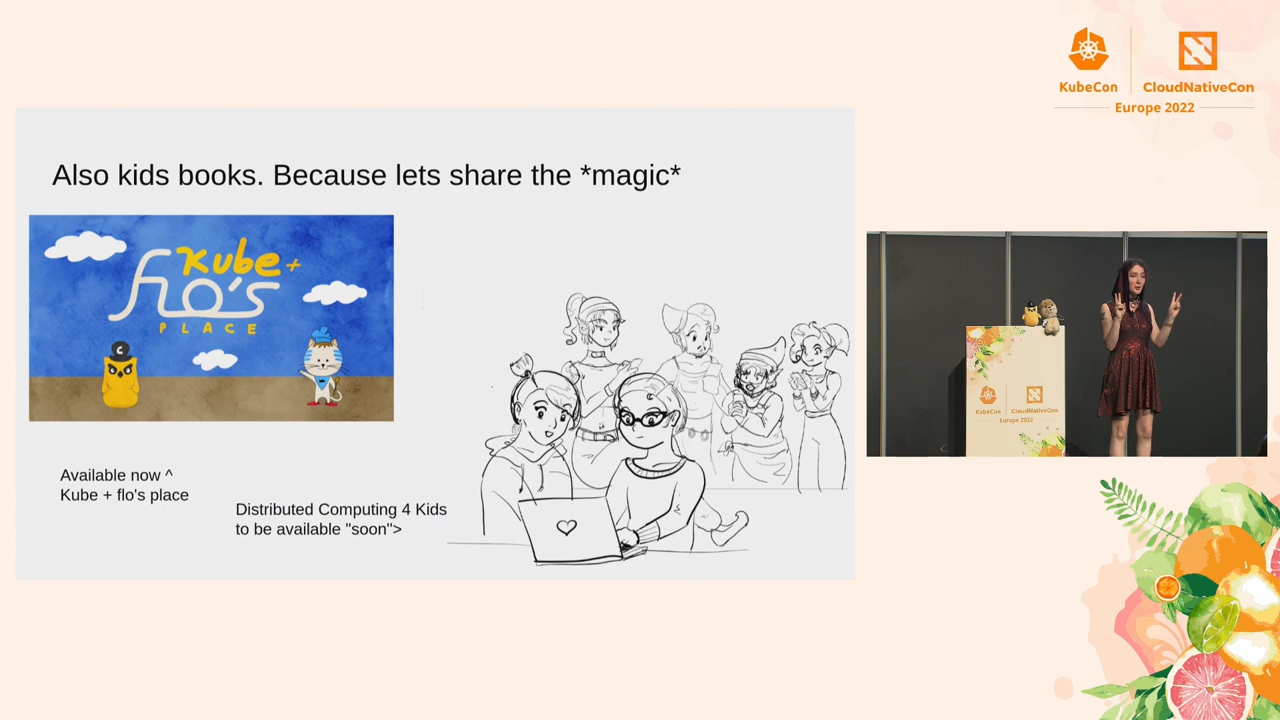 KubeCon
CloudNativeCon
Europe 2022
Also kids books. Because lets share the *magic*
Kube +
flo's
PLACE
C
Available now ^
Kube + flo's place
Distributed Computing 4 Kids
to be available "soon">
KubeCon
CloudNativeCon
Europe 2022